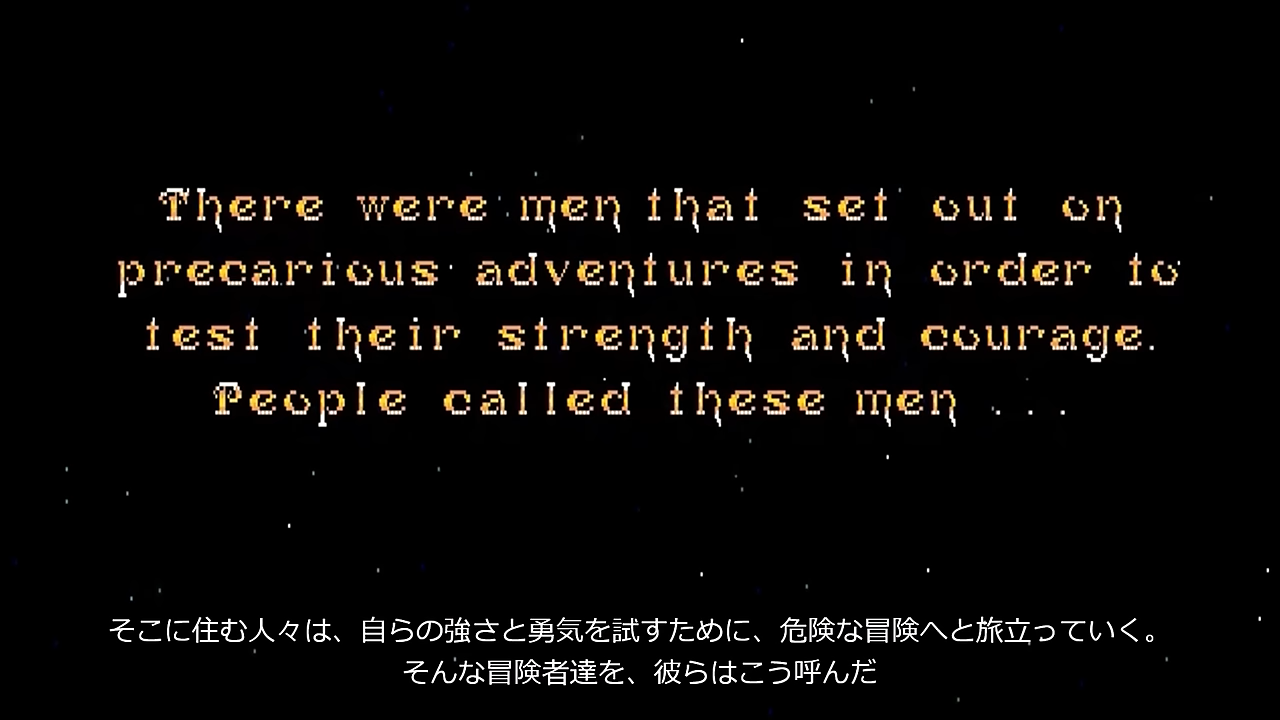 There were men that set out on
precarious adventures in order to
test their strength and courage.
People called these men ...
そこに住む人々は、自らの強さと勇気を試すために、危険な冒険へと旅立っていく。
そんな冒険者達を、彼らはこう呼んだ